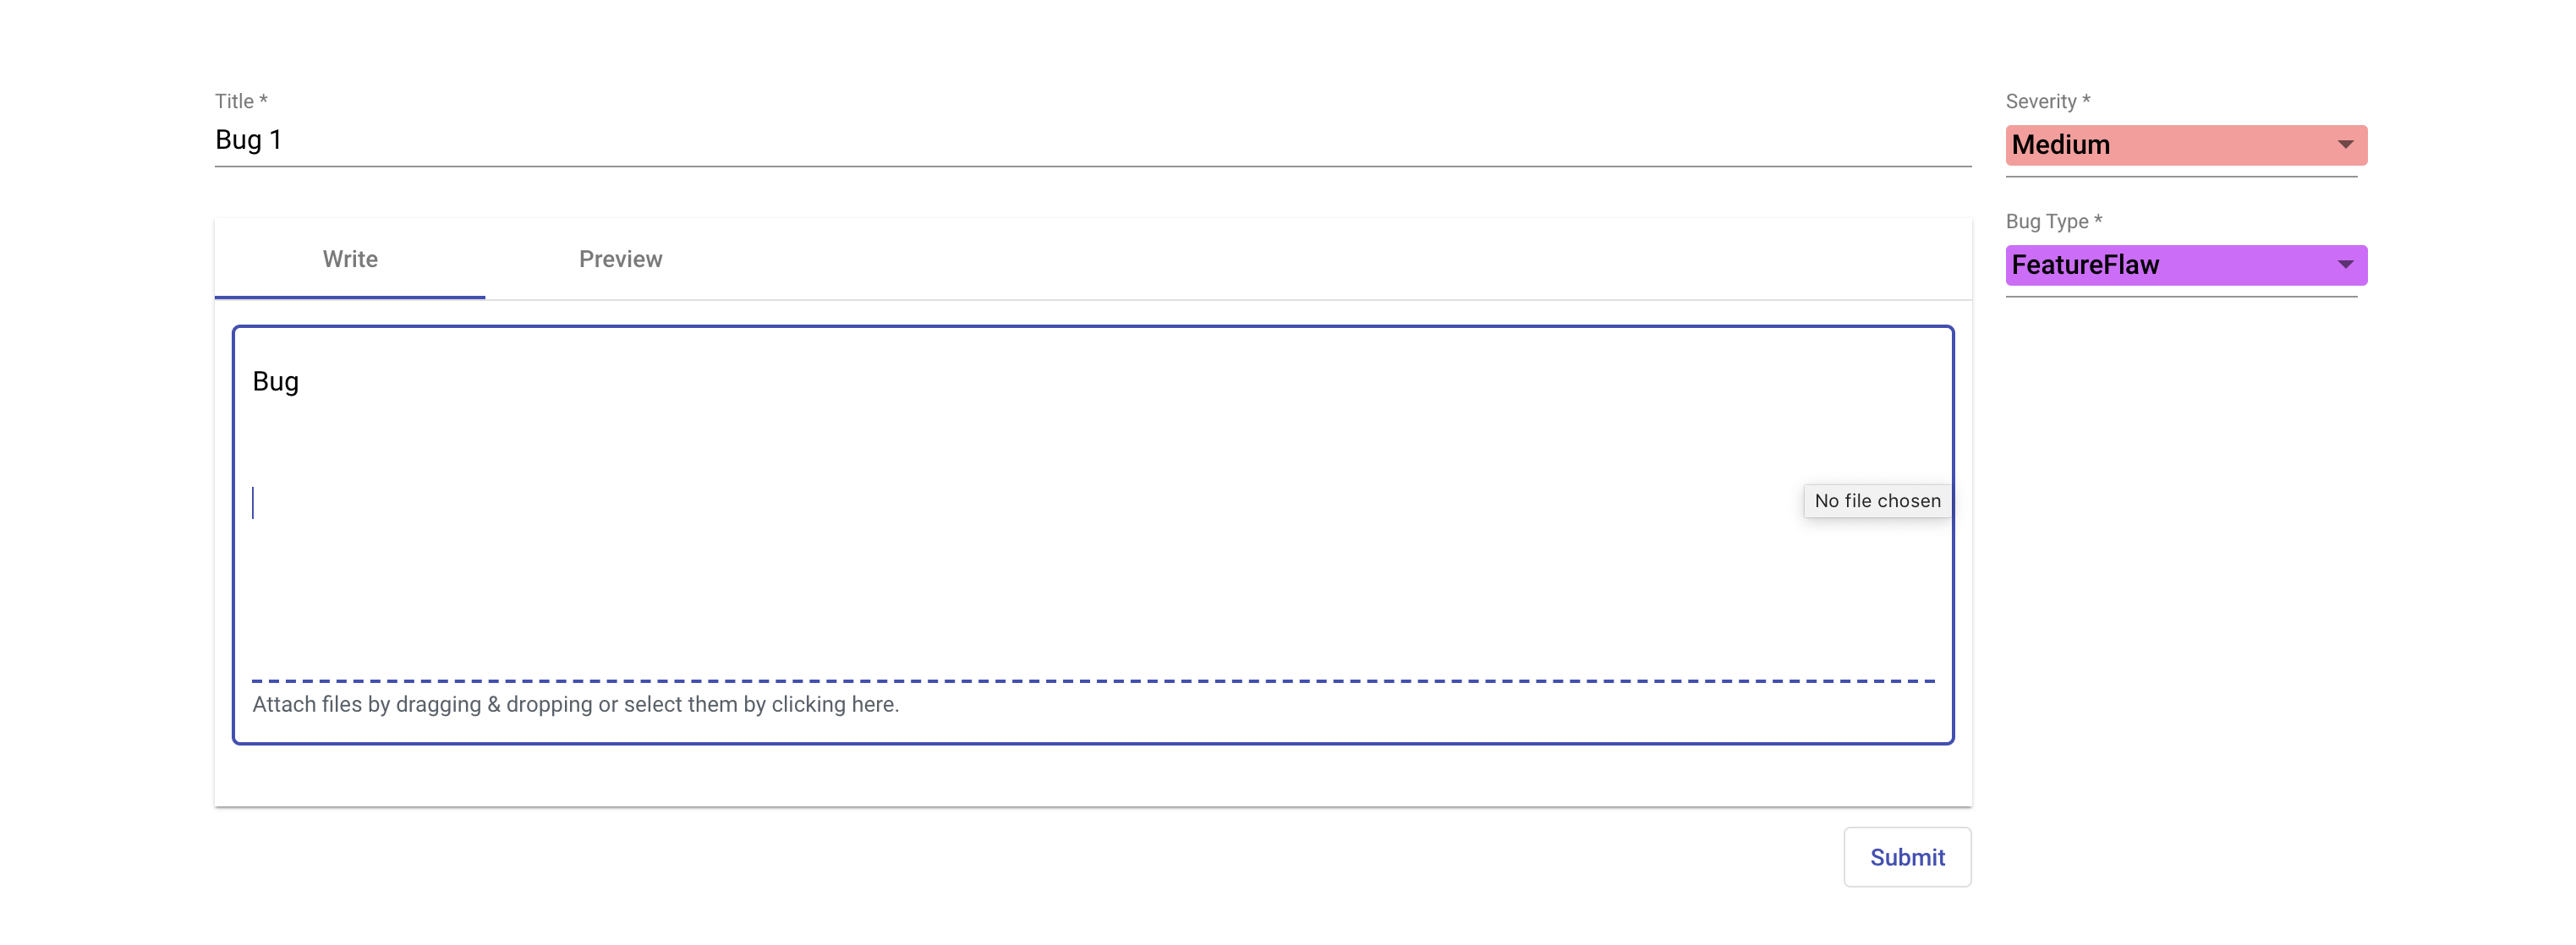 Title *
Bug 1
Severity *
Medium
Bug Type *
FeatureFlaw
Write
Preview
Bug
No file chosen
Attach files by dragging & dropping or select them by clicking here.
Submit